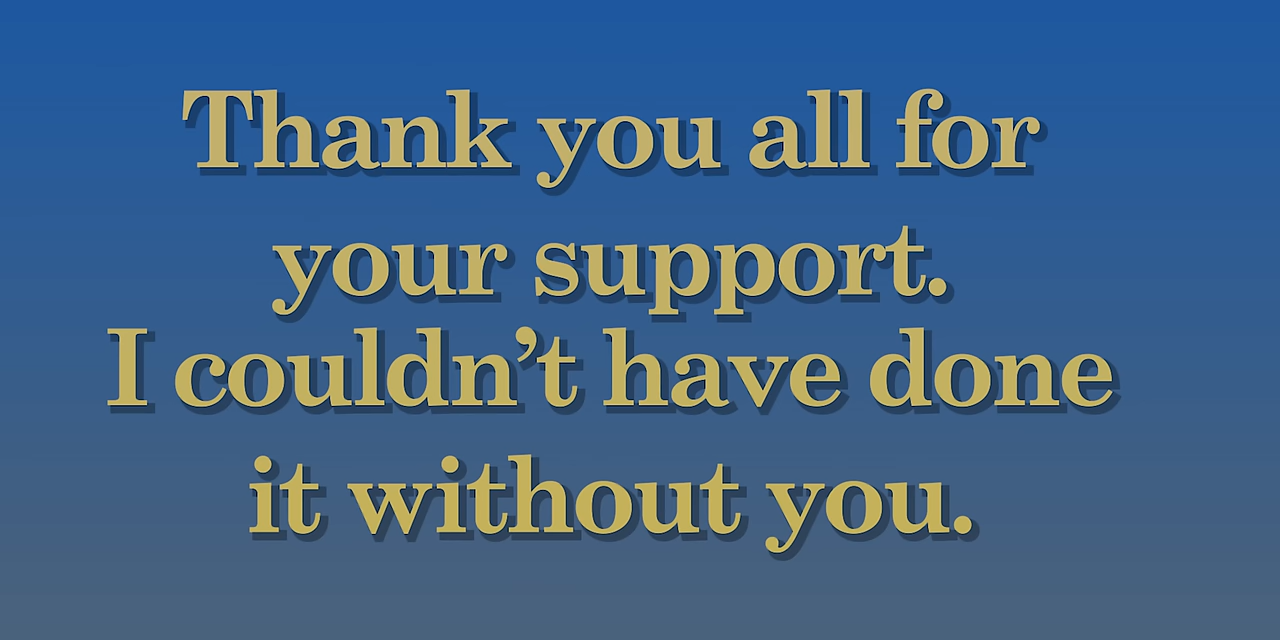 Thank you all for
your support.
I couldn’t have done
it without you.